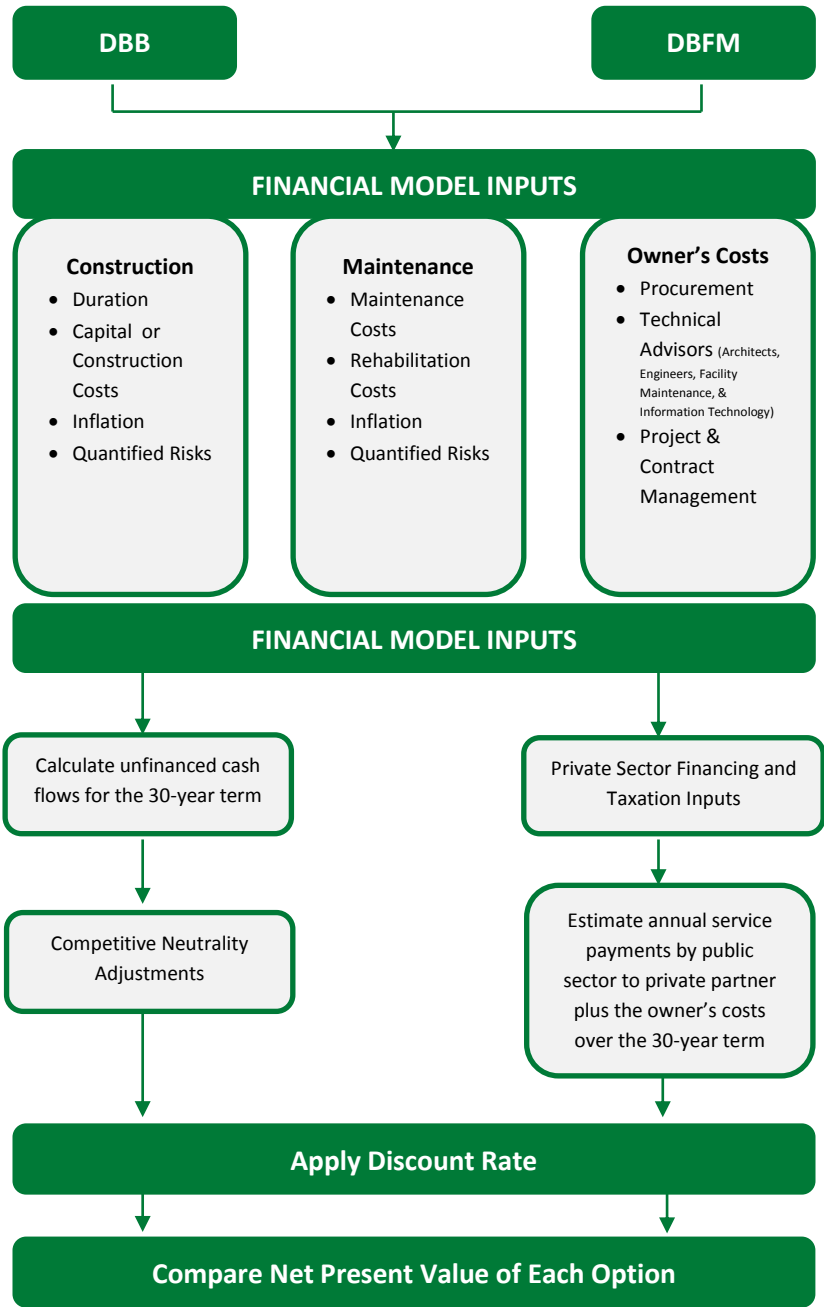 DBB
DBFM
FINANCIAL MODEL INPUTS
Construction
• Duration
• Capital or
Construction
Costs
• Inflation
• Quantified Risks
Maintenance
• Maintenance
Costs
• Rehabilitation
Costs
• Inflation
• Quantified Risks
Owner's Costs
• Procurement
• Technical
Advisors (Architects,
Engineers, Facility
Maintenance, &
Information Technology)
• Project &
Contract
Management
FINANCIAL MODEL INPUTS
Calculate unfinanced cash
flows for the 30-year term
Private Sector Financing and
Taxation Inputs
Competitive Neutrality
Adjustments
Estimate annual service
payments by public
sector to private partner
plus the owner's costs
over the 30-year term
Apply Discount Rate
Compare Net Present Value of Each Option